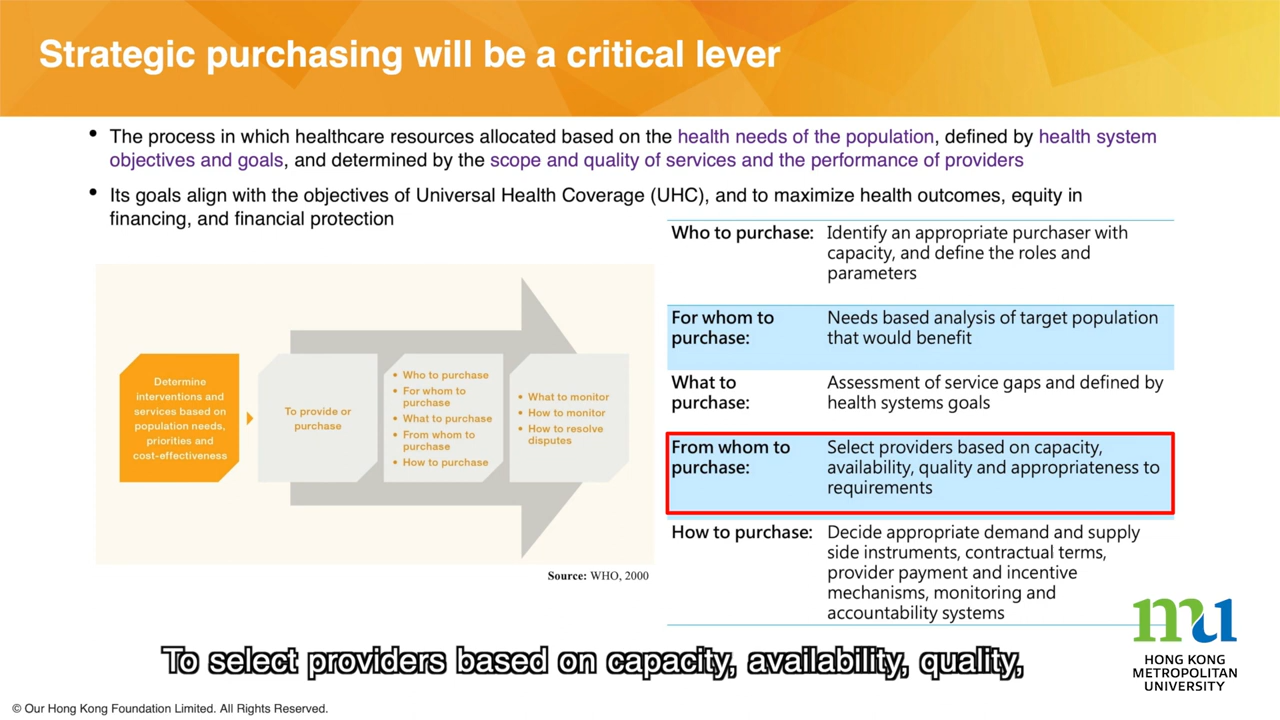 Strategic purchasing will be a critical lever
• The process in which healthcare resources allocated based on the health needs of the population, defined by health system
objectives and goals, and determined by the scope and quality of services and the performance of providers
• Its goals align with the objectives of Universal Health Coverage (UHC), and to maximize health outcomes, equity in
financing, and financial protection
Determine
interventions and
services based on
population needs,
priorities and
cost-effectiveness
To provide or
purchase
• Who to purchase
• For whom to
purchase
• What to purchase
• From whom to
purchase
• How to purchase
• What to monitor
• How to monitor
• How to resolve
disputes
Source: WHO, 2000
Who to purchase: Identify an appropriate purchaser with
capacity, and define the roles and
parameters
For whom to Needs based analysis of target population
purchase: that would benefit
What to Assessment of service gaps and defined by
purchase: health systems goals
From whom to Select providers based on capacity,
purchase: availability, quality and appropriateness to
requirements
How to purchase: Decide appropriate demand and supply
side instruments, contractual terms,
provider payment and incentive
mechanisms, monitoring and
accountability systems
To select providers based on capacity, availability, quality,
mu
HONG KONG
METROPOLITAN
UNIVERSITY
© Our Hong Kong Foundation Limited. All Rights Reserved.